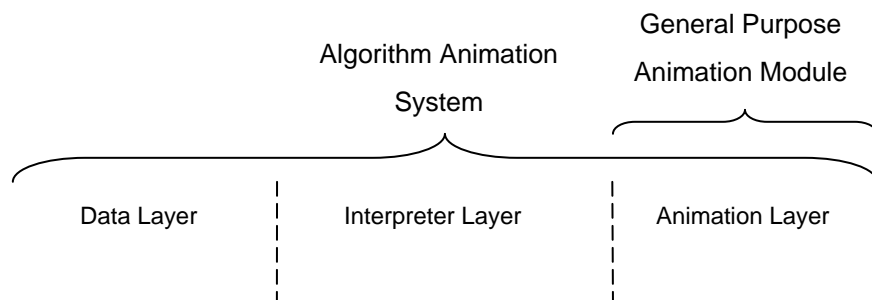 General Purpose
Animation Module
Algorithm Animation
System
Data Layer
Interpreter Layer
Animation Layer